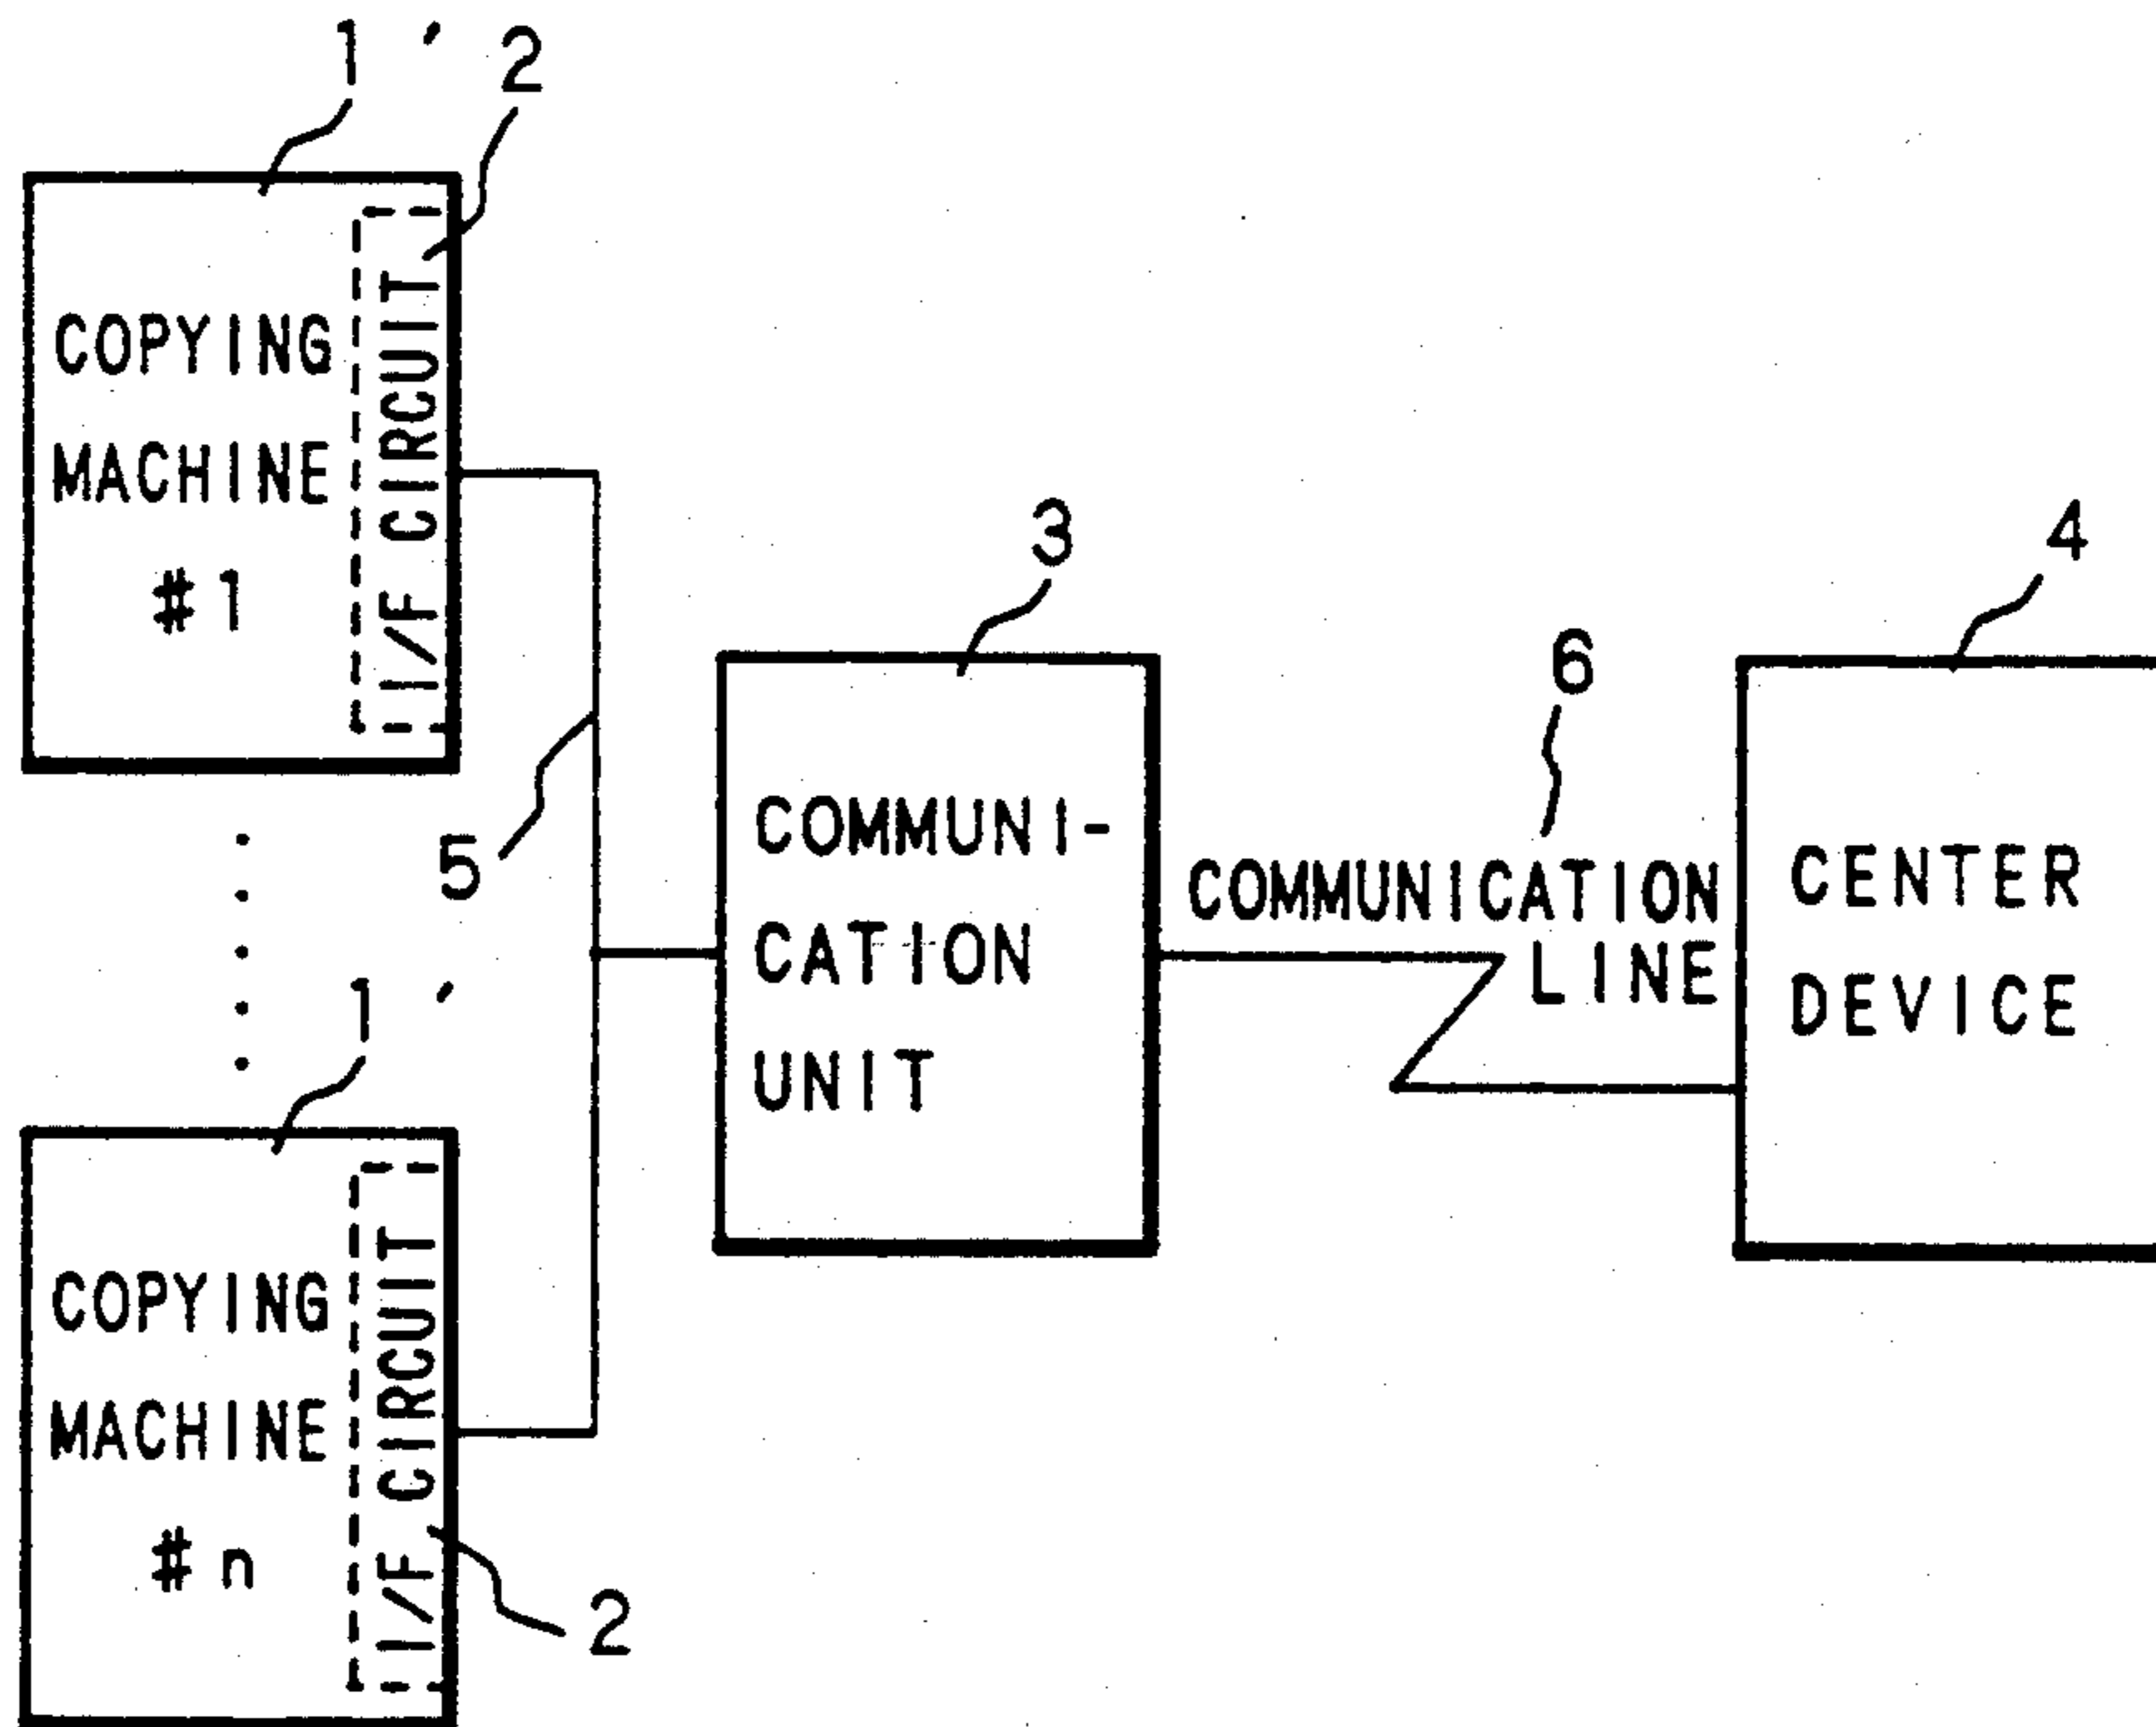 1' 2
COPYING
MACHINE
#1
I/F CIRCUIT
5
3
COMMUNI-
CATION
UNIT
6
COMMUNICATION
LINE
4
CENTER
DEVICE
1'
COPYING
MACHINE
#n
I/F CIRCUIT
2